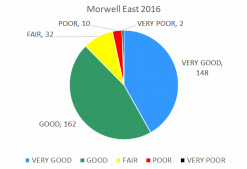 Morwell East 2016
POOR, 10
VERY POOR, 2
FAIR, 32
VERY GOOD,
148
GOOD, 162
VERY GOOD
GOOD
FAIR
POOR
VERY POOR